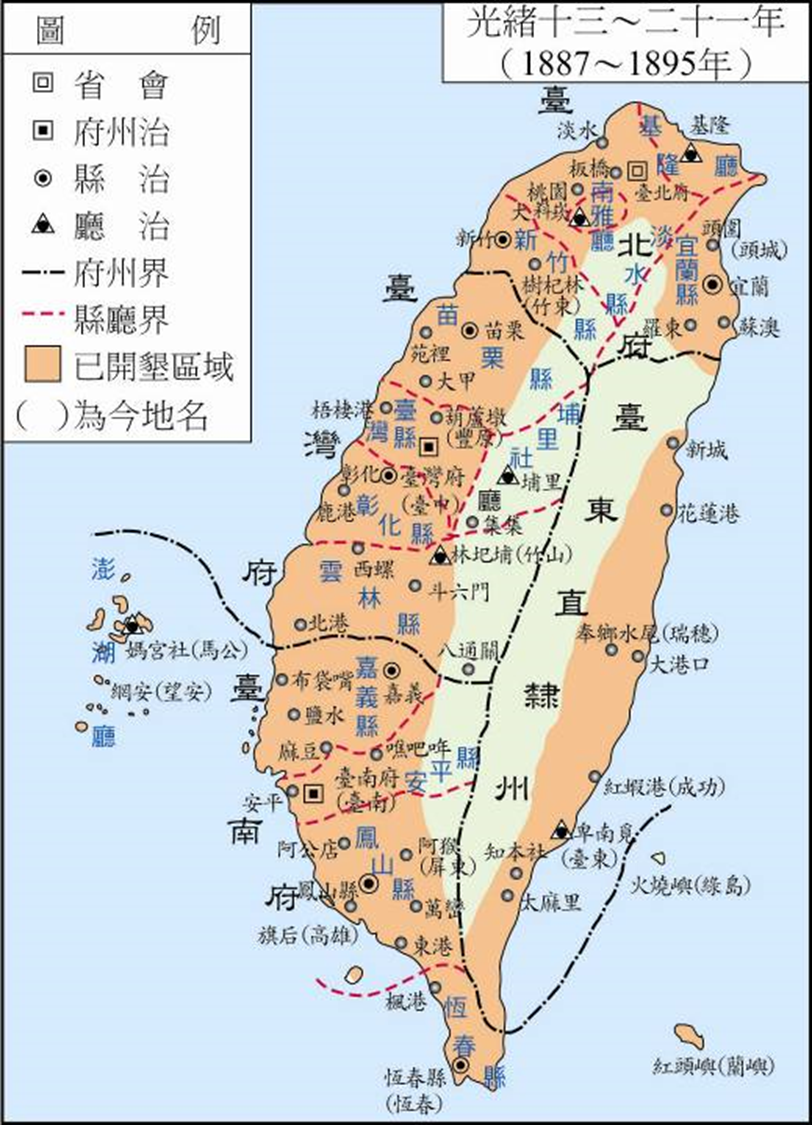 光緒十三～二十一年
（1887～1895年）
圖 例
省 會
府州治
縣 治
廳 治
府州界
縣廳界
已開墾區域
( )為今地名
臺
北
府
臺
灣
府
臺
南
府
臺
東
直
隸
州
淡水
基隆
基
隆
廳
板橋
臺北府
桃園
大料崁
南
雅
廳
新竹
新
竹
縣
樹杞林
(竹東)
淡
水
縣
頭圍
(頭城)
宜
蘭
縣
宜蘭
羅東
蘇澳
苗
栗
縣
苗栗
苑裡
大甲
梧棲港
臺
灣
縣
葫蘆墩
(豐原)
彰化
臺灣府
(臺中)
鹿港
彰
化
縣
埔
里
社
廳
埔里
集集
新城
花蓮港
林圯埔(竹山)
雲
林
縣
西螺
斗六門
北港
八通關
奉鄉水尾(瑞穗)
大港口
澎
湖
廳
媽宮社(馬公)
網安(望安)
嘉
義
縣
嘉義
布袋嘴
鹽水
麻豆
噍吧哖
安
平
縣
臺南府
(臺南)
安平
紅蝦港(成功)
卑南覓
(臺東)
鳳
山
縣
阿公店
阿猴
(屏東)
知本社
太麻里
火燒嶼(綠島)
鳳山縣
萬巒
旗后(高雄)
東港
楓港
恆
春
縣
恆春縣
(恆春)
紅頭嶼(蘭嶼)